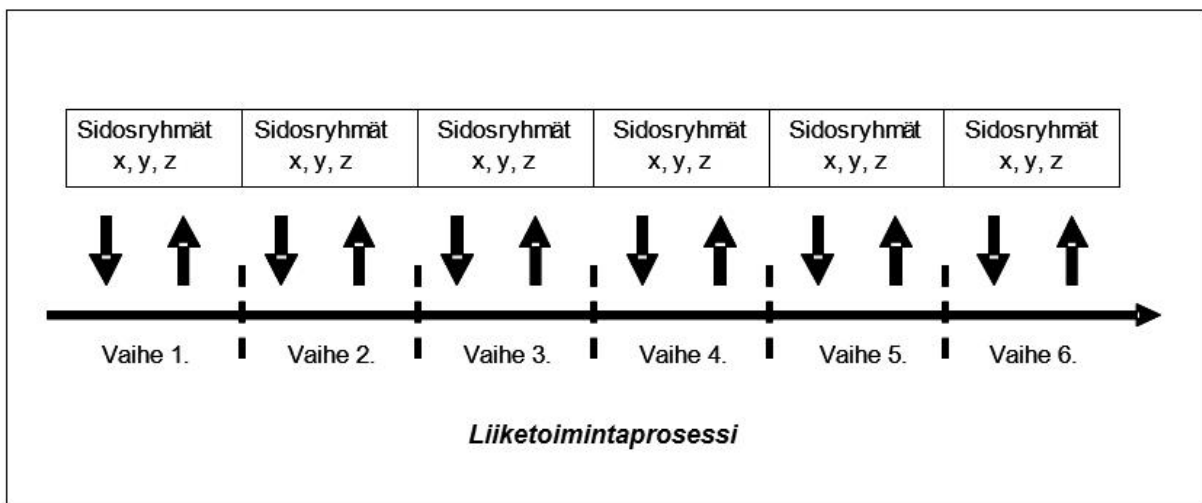 Sidosryhmät
x, y, z
Sidosryhmät
x, y, z
Sidosryhmät
x, y, z
Sidosryhmät
x, y, z
Sidosryhmät
x, y, z
Sidosryhmät
x, y, z
Vaihe 1.
Vaihe 2.
Vaihe 3.
Vaihe 4.
Vaihe 5.
Vaihe 6.
Liiketoimintaprosessi